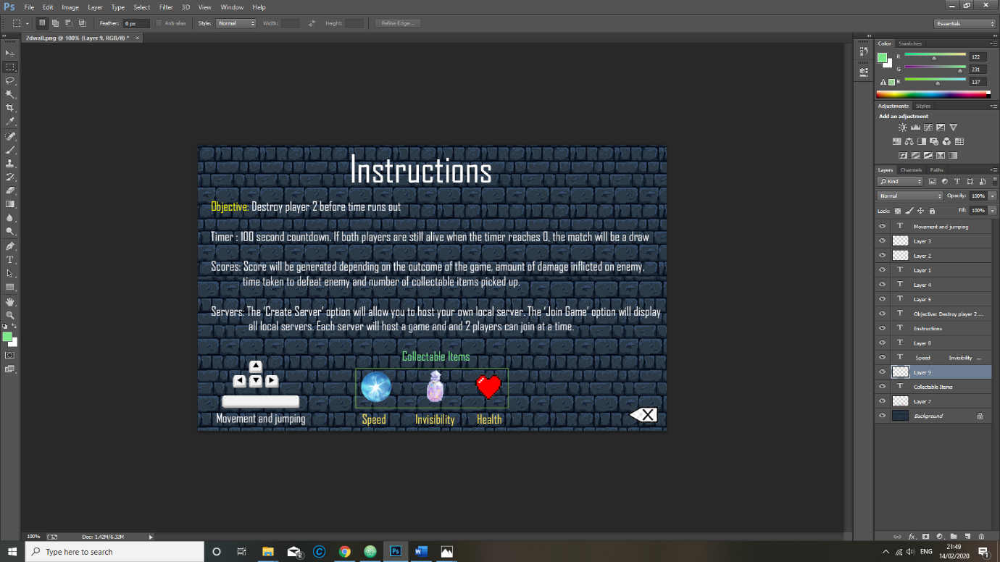 Ps File Edit Image Layer Type Select Filter 3D View Window Help
Feather: 0 px Anti-alias Style: Normal Width: Height: Refine Edge... Essentials
2dwall.png @ 100% (Layer 9, RGB/8) * ×
Color Swatches
R 122
G 231
B 137
Adjustments Styles
Add an adjustment
Layers Channels Paths
Kind
Normal Opacity: 100%
Lock: Fill: 100%
Movement and jumping
Layer 3
Layer 2
Layer 1
Layer 4
Layer 5
Objective: Destroy player 2 ...
Instructions
Layer 8
Speed Invisibility ...
Layer 9
Collectable Items
Layer 7
Background
Instructions
Objective: Destroy player 2 before time runs out
Timer : 100 second countdown. If both players are still alive when the timer reaches 0, the match will be a draw
Scores: Score will be generated depending on the outcome of the game, amount of damage inflicted on enemy,
time taken to defeat enemy and number of collectable items picked up.
Servers: The 'Create Server' option will allow you to host your own local server. The 'Join Game' option will display
all local servers. Each server will host a game and and 2 players can join at a time.
Collectable Items
Speed Invisibility Health
Movement and jumping
X
100% Doc: 1.42M/6.32M
Type here to search
2
ENG
21:49
14/02/2020
1